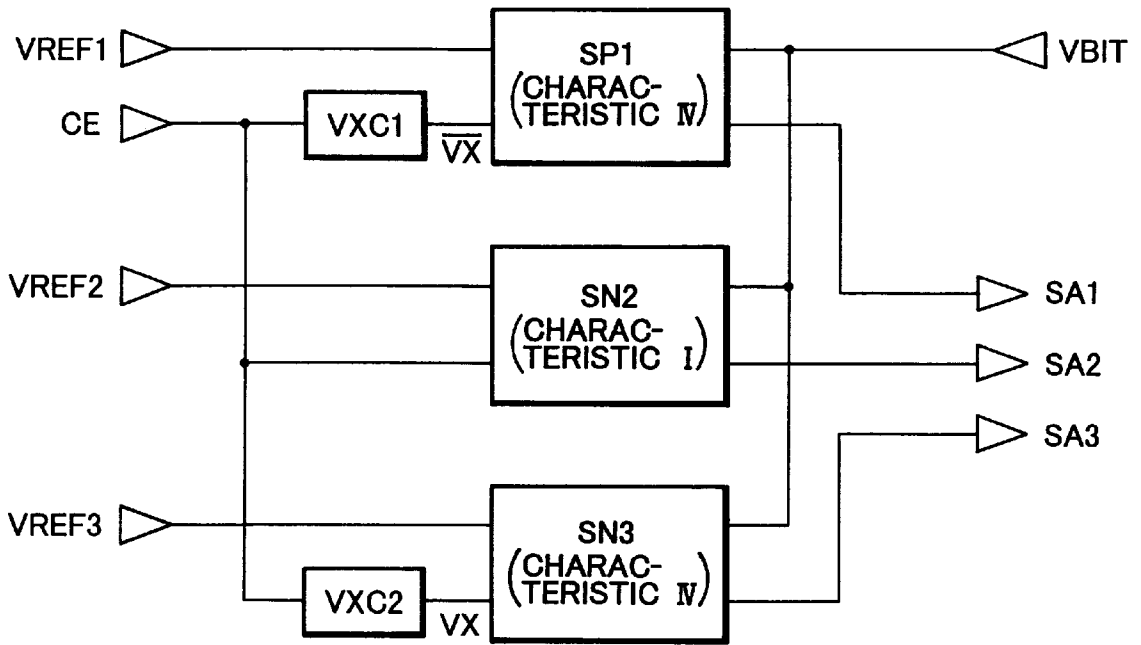 VREF1
SP1
(CHARAC-
TERISTIC Ⅳ)
VBIT
CE
VXC1
V̅X̅
VREF2
SN2
(CHARAC-
TERISTIC Ⅰ)
SA1
SA2
SA3
VREF3
SN3
(CHARAC-
TERISTIC Ⅳ)
VXC2
VX